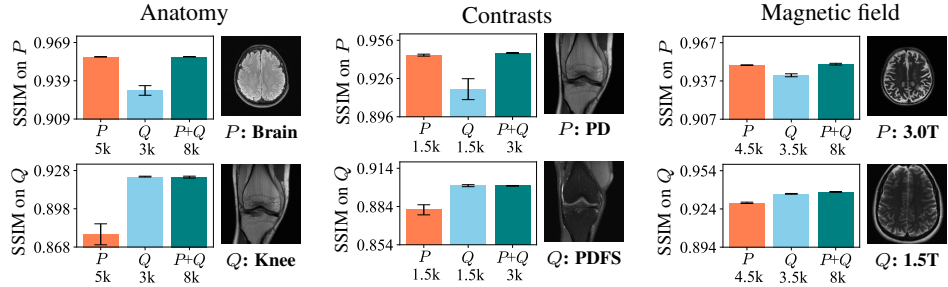 Anatomy
SSIM on P
0.969
0.939
0.909
P Q P+Q
5k 3k 8k
P: Brain
SSIM on Q
0.928
0.898
0.868
P Q P+Q
5k 3k 8k
Q: Knee
Contrasts
SSIM on P
0.956
0.926
0.896
P Q P+Q
1.5k 1.5k 3k
P: PD
SSIM on Q
0.914
0.884
0.854
P Q P+Q
1.5k 1.5k 3k
Q: PDFS
Magnetic field
SSIM on P
0.967
0.937
0.907
P Q P+Q
4.5k 3.5k 8k
P: 3.0T
SSIM on Q
0.954
0.924
0.894
P Q P+Q
4.5k 3.5k 8k
Q: 1.5T